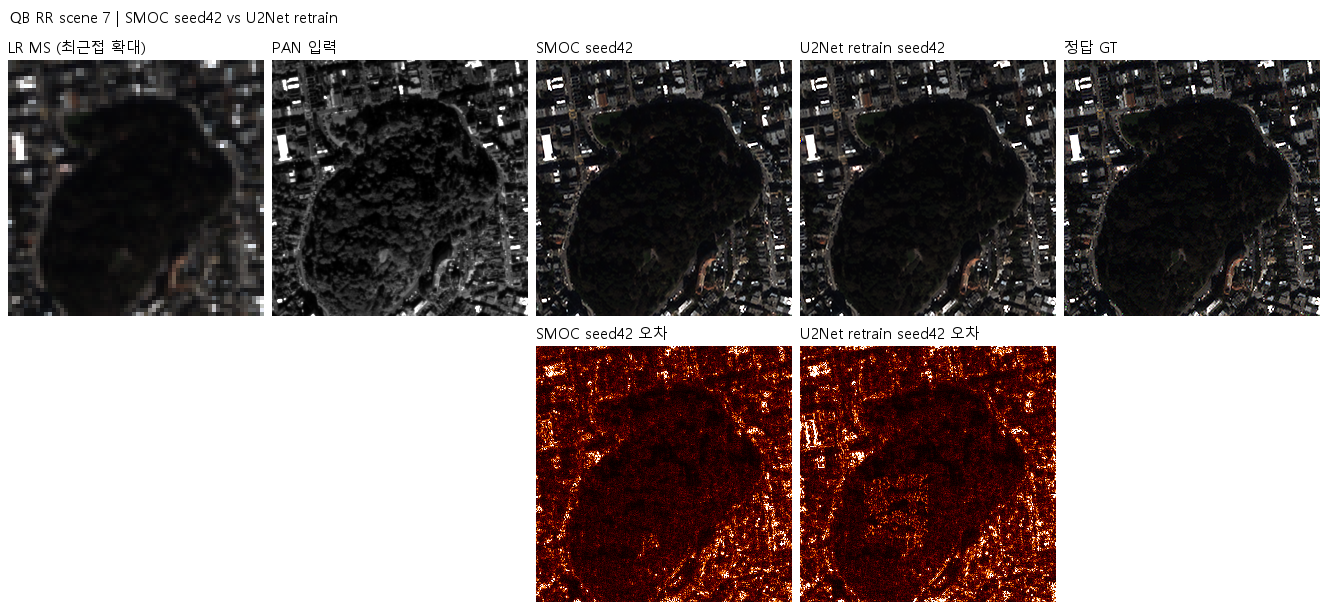 QB RR scene 7 | SMOC seed42 vs U2Net retrain
LR MS (최근접 확대)
PAN 입력
SMOC seed42
U2Net retrain seed42
정답 GT
SMOC seed42 오차
U2Net retrain seed42 오차